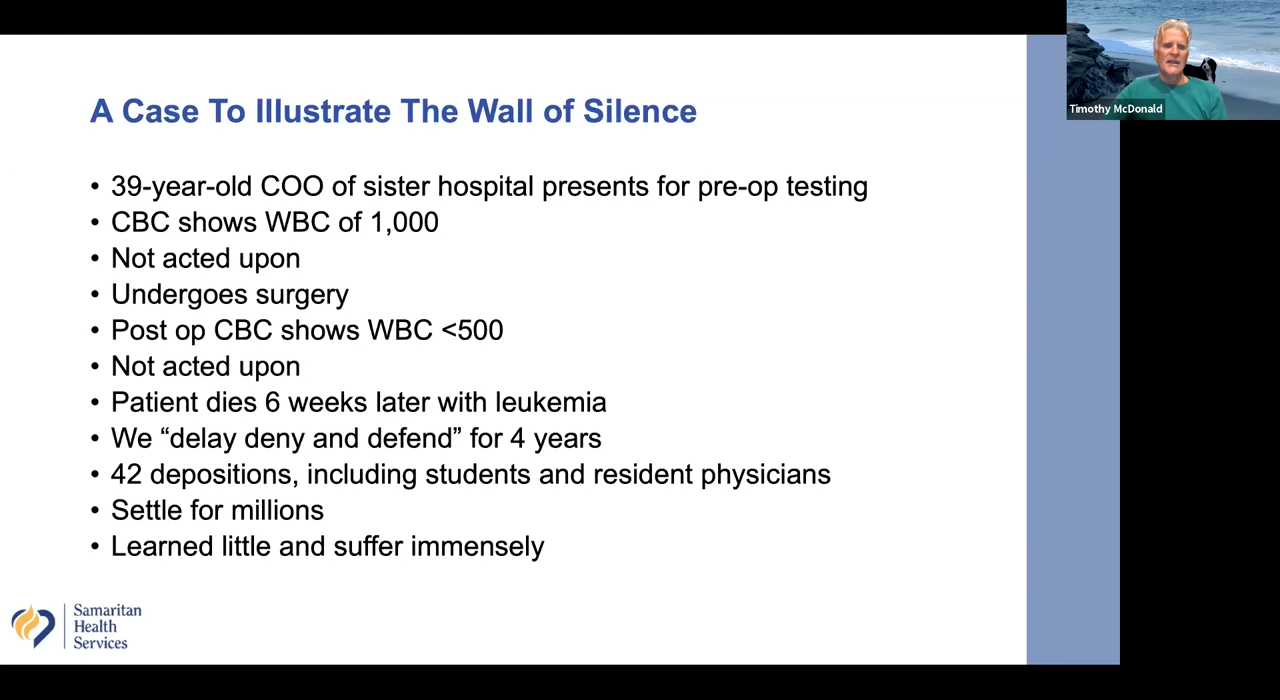 A Case To Illustrate The Wall of Silence
• 39-year-old COO of sister hospital presents for pre-op testing
• CBC shows WBC of 1,000
• Not acted upon
• Undergoes surgery
• Post op CBC shows WBC <500
• Not acted upon
• Patient dies 6 weeks later with leukemia
• We “delay deny and defend” for 4 years
• 42 depositions, including students and resident physicians
• Settle for millions
• Learned little and suffer immensely
Samaritan
Health
Services
Timothy McDonald